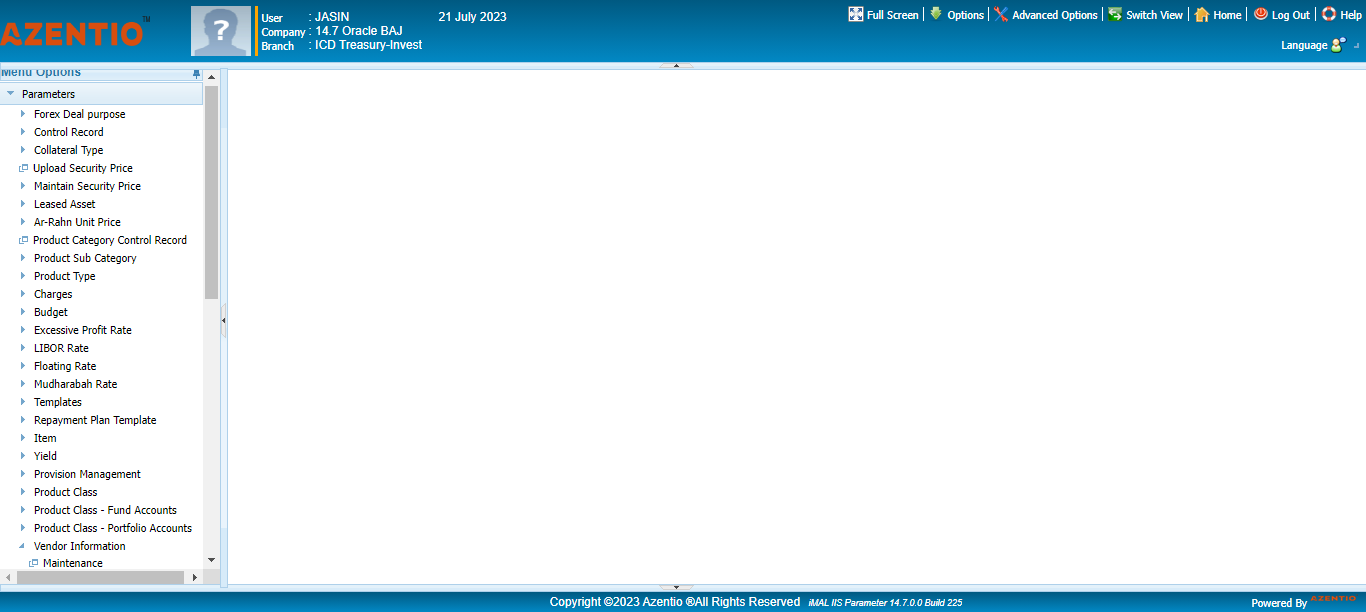 AZENTIO™
User : JASIN 21 July 2023
Company : 14.7 Oracle BAJ
Branch : ICD Treasury-Invest
Full Screen | Options | Advanced Options | Switch View | Home | Log Out | Help
Language
Menu Options
Parameters
Forex Deal purpose
Control Record
Collateral Type
Upload Security Price
Maintain Security Price
Leased Asset
Ar-Rahn Unit Price
Product Category Control Record
Product Sub Category
Product Type
Charges
Budget
Excessive Profit Rate
LIBOR Rate
Floating Rate
Mudharabah Rate
Templates
Repayment Plan Template
Item
Yield
Provision Management
Product Class
Product Class - Fund Accounts
Product Class - Portfolio Accounts
Vendor Information
Maintenance
Copyright ©2023 Azentio ®All Rights Reserved iMAL IIS Parameter 14.7.0.0 Build 225
Powered By AZENTIO